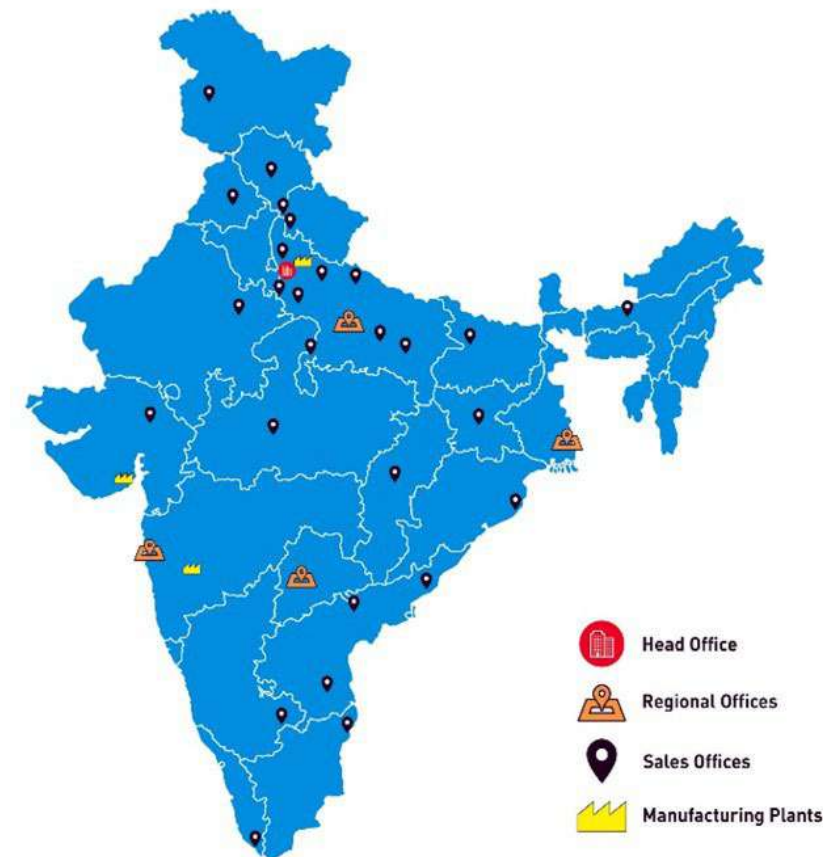 Head Office
Regional Offices
Sales Offices
Manufacturing Plants